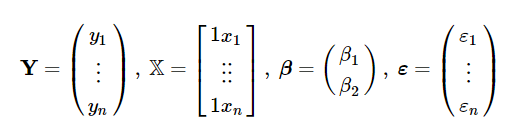 Y = (y₁ ⋮ yₙ), 𝕏 = [1x₁ ⋮⋮ 1xₙ], β = (β₁ β₂), ε = (ε₁ ⋮ εₙ)